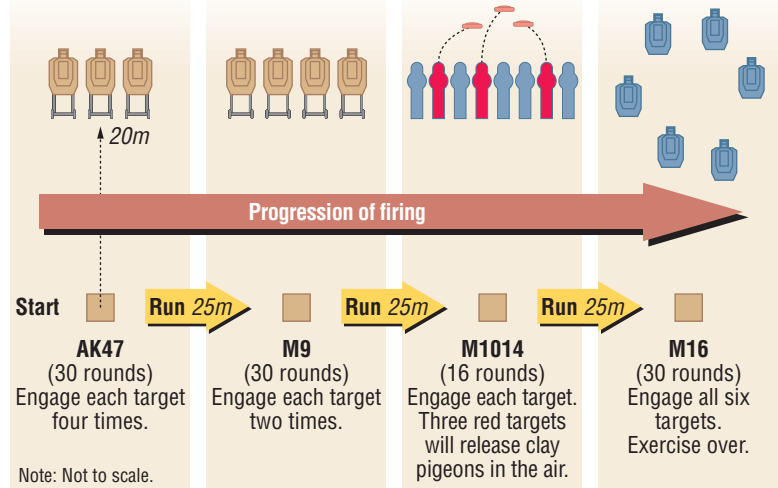 20m
Progression of firing
Start
Run 25m
Run 25m
Run 25m
AK47
(30 rounds)
Engage each target
four times.
M9
(30 rounds)
Engage each target
two times.
M1014
(16 rounds)
Engage each target.
Three red targets
will release clay
pigeons in the air.
M16
(30 rounds)
Engage all six
targets.
Exercise over.
Note: Not to scale.